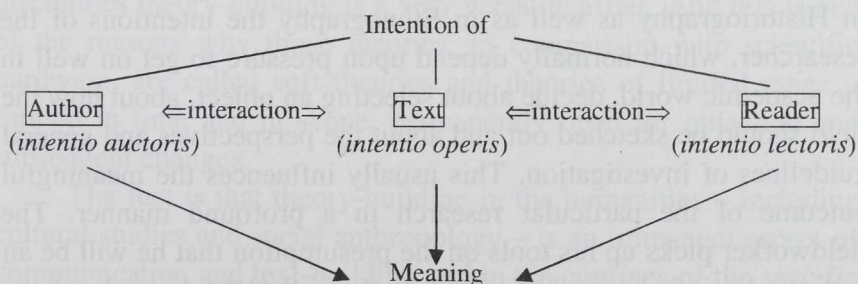 Intention of
Author ⇐interaction⇒ Text ⇐interaction⇒ Reader
(intentio auctoris) (intentio operis) (intentio lectoris)
Meaning